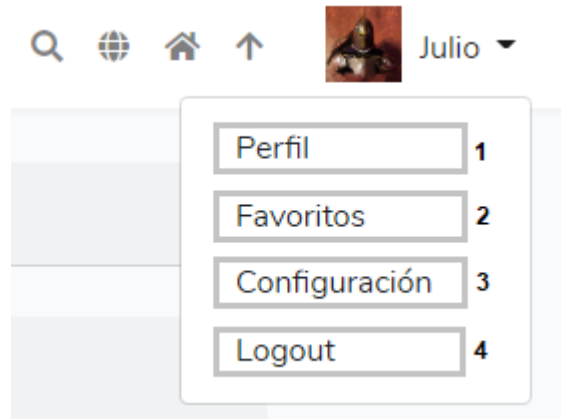 Julio
Perfil 1
Favoritos 2
Configuración 3
Logout 4